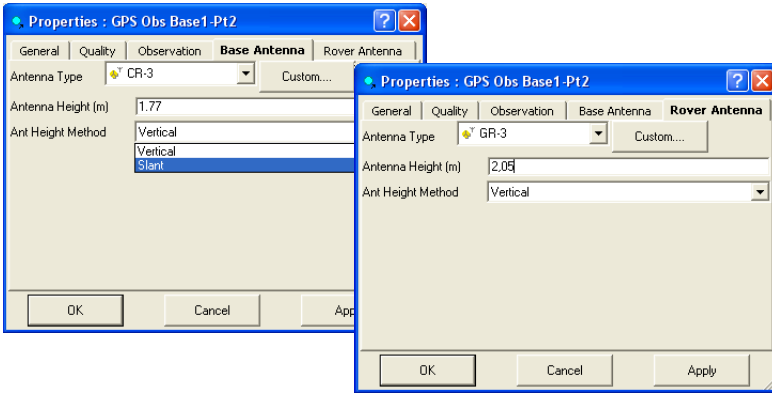 Properties : GPS Obs Base1-Pt2
General Quality Observation Base Antenna Rover Antenna
Antenna Type CR-3 Custom....
Antenna Height (m) 1.77
Ant Height Method Vertical
Vertical
Slant
OK Cancel App
Properties : GPS Obs Base1-Pt2
General Quality Observation Base Antenna Rover Antenna
Antenna Type GR-3 Custom....
Antenna Height (m) 2,05
Ant Height Method Vertical
OK Cancel Apply